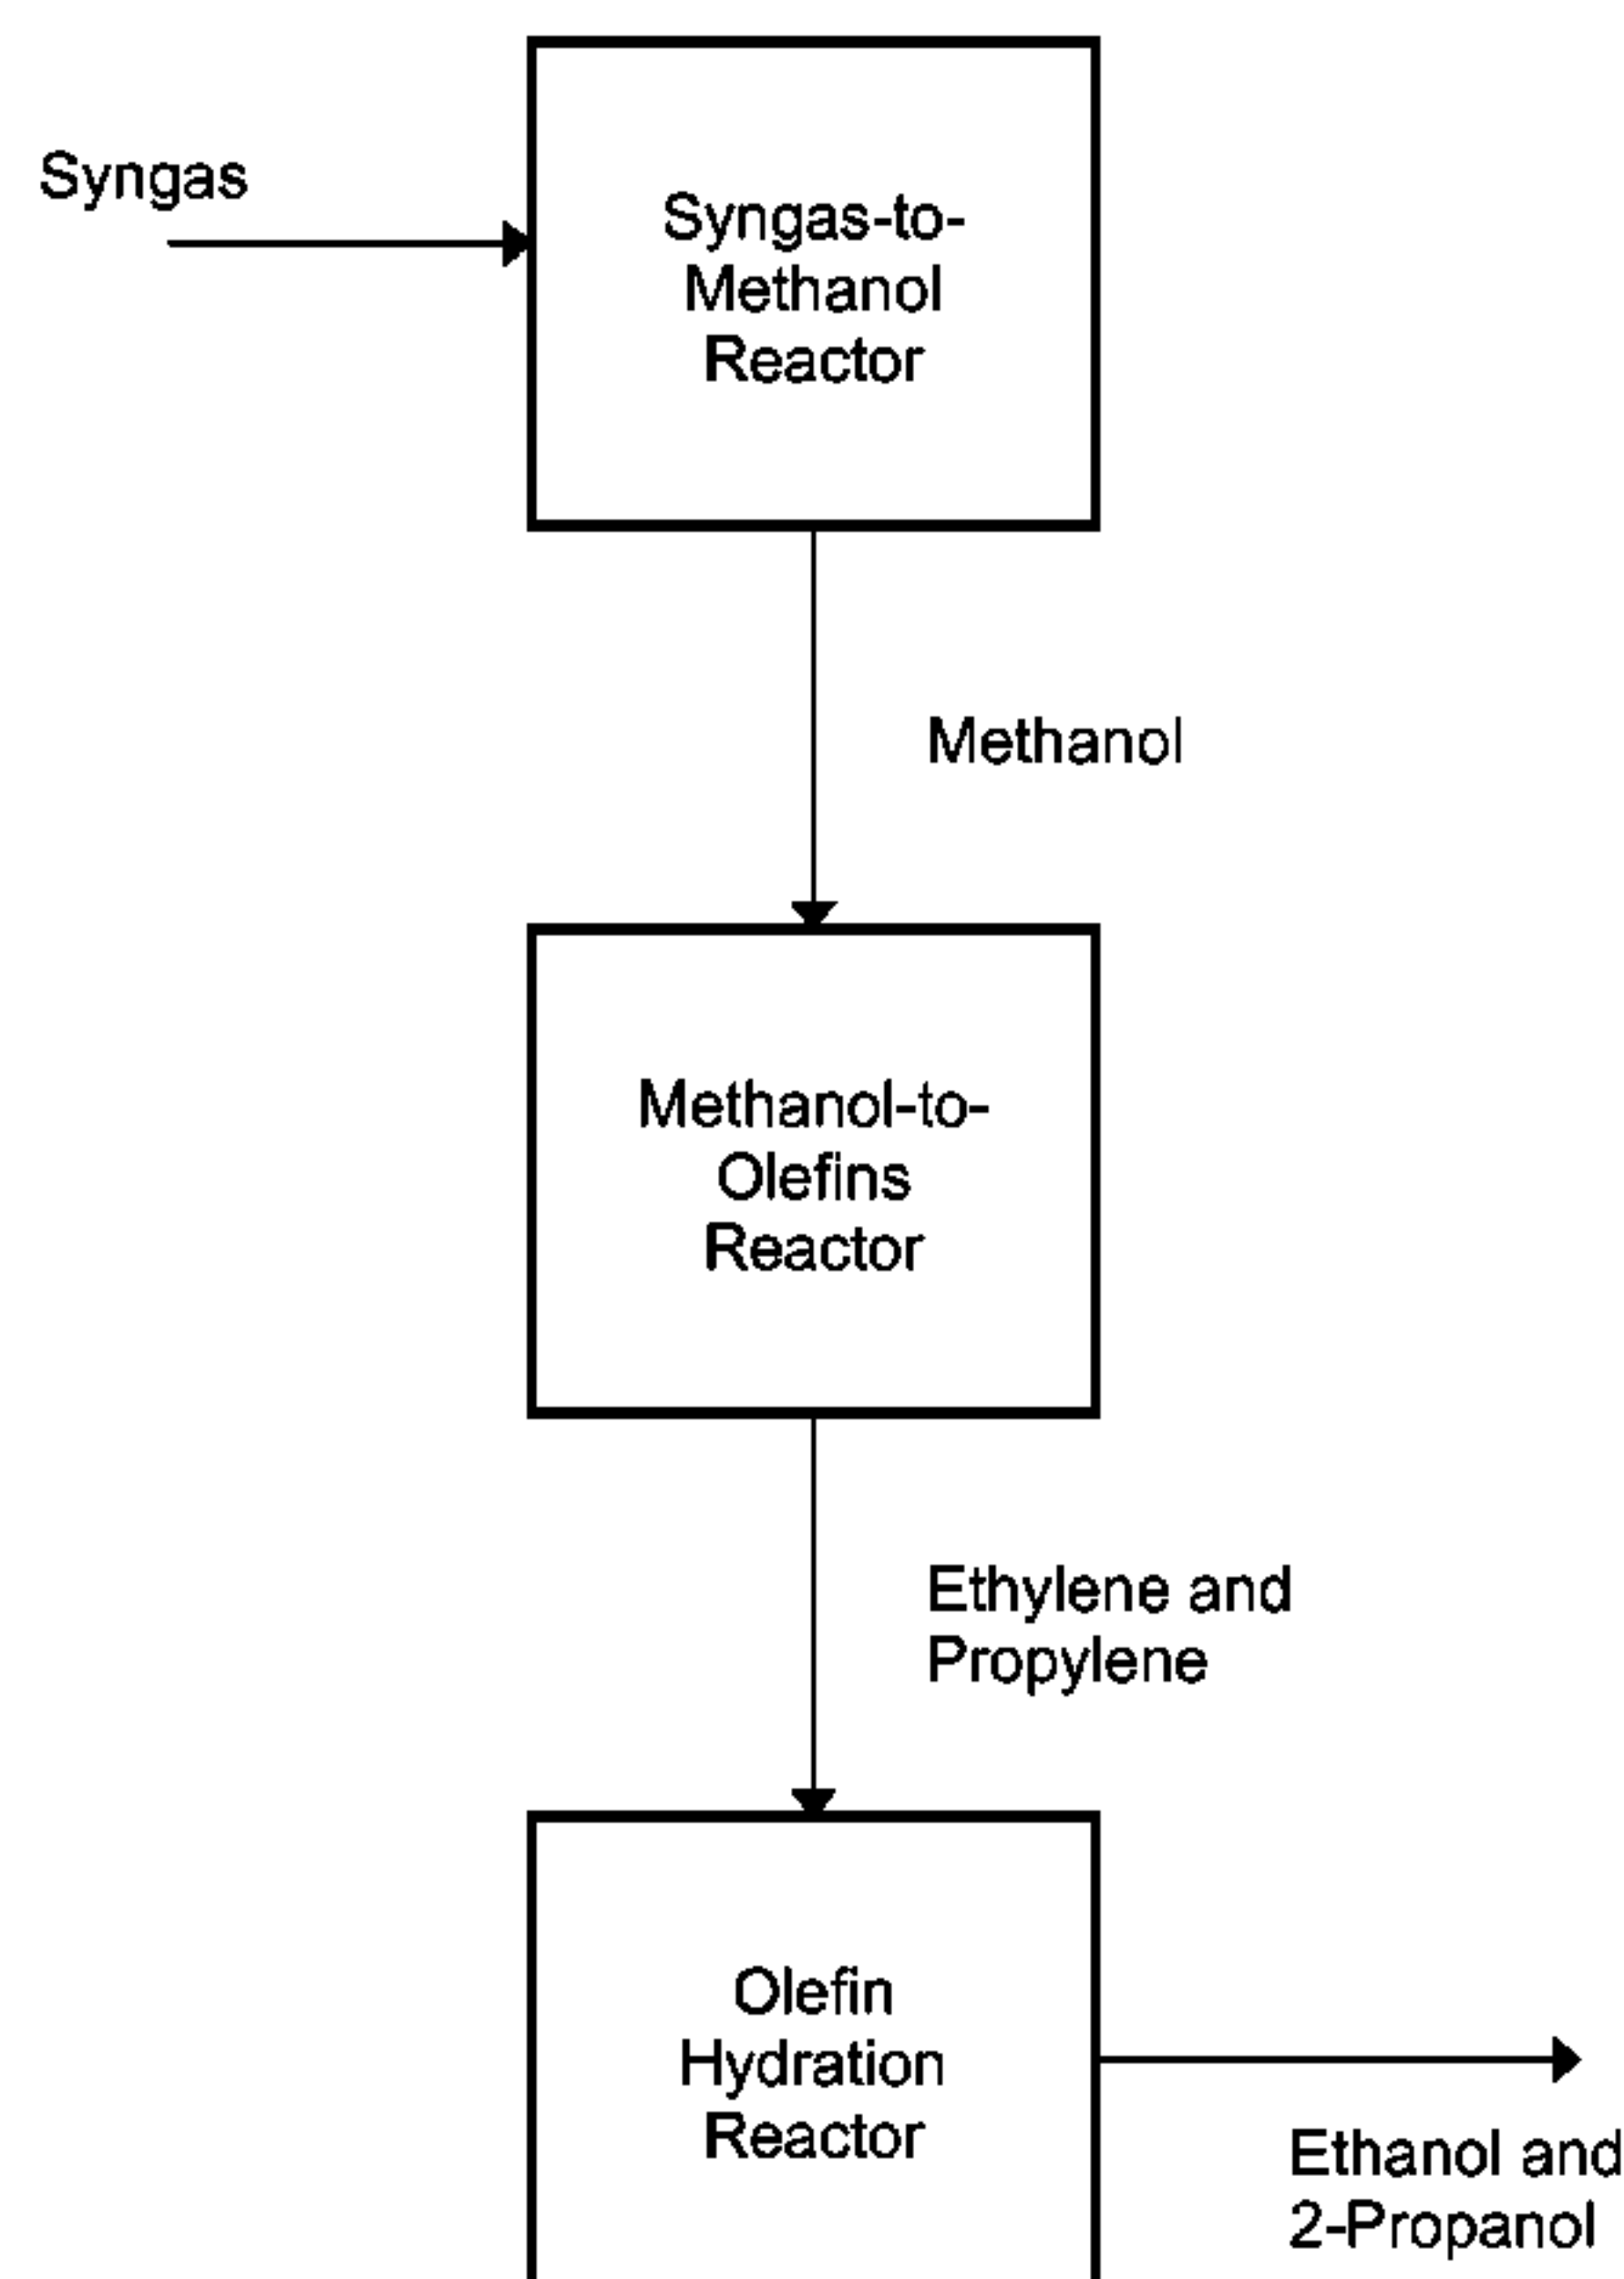 Syngas
Syngas-to-
Methanol
Reactor
Methanol
Methanol-to-
Olefins
Reactor
Ethylene and
Propylene
Olefin
Hydration
Reactor
Ethanol and
2-Propanol